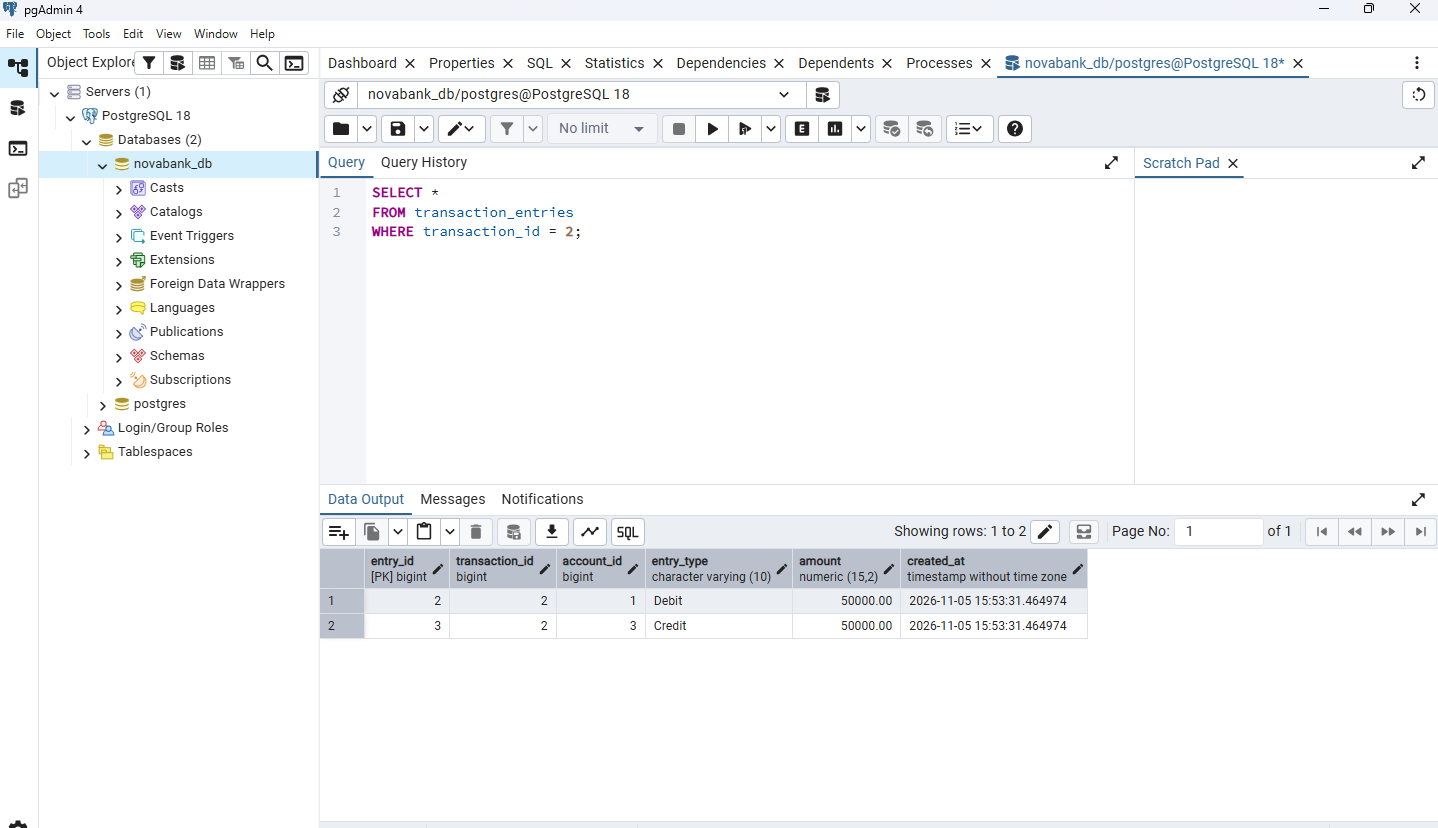 pgAdmin 4
File Object Tools Edit View Window Help
Object Explor
Servers (1)
PostgreSQL 18
Databases (2)
novabank_db
Casts
Catalogs
Event Triggers
Extensions
Foreign Data Wrappers
Languages
Publications
Schemas
Subscriptions
postgres
Login/Group Roles
Tablespaces
Dashboard Properties SQL Statistics Dependencies Dependents Processes novabank_db/postgres@PostgreSQL 18*
novabank_db/postgres@PostgreSQL 18
No limit E
Query Query History
Scratch Pad
1 SELECT *
2 FROM transaction_entries
3 WHERE transaction_id = 2;
Data Output Messages Notifications
SQL Showing rows: 1 to 2 Page No: 1 of 1
entry_id transaction_id account_id entry_type amount created_at
[PK] bigint bigint bigint character varying (10) numeric (15,2) timestamp without time zone
1 2 2 1 Debit 50000.00 2026-11-05 15:53:31.464974
2 3 2 3 Credit 50000.00 2026-11-05 15:53:31.464974